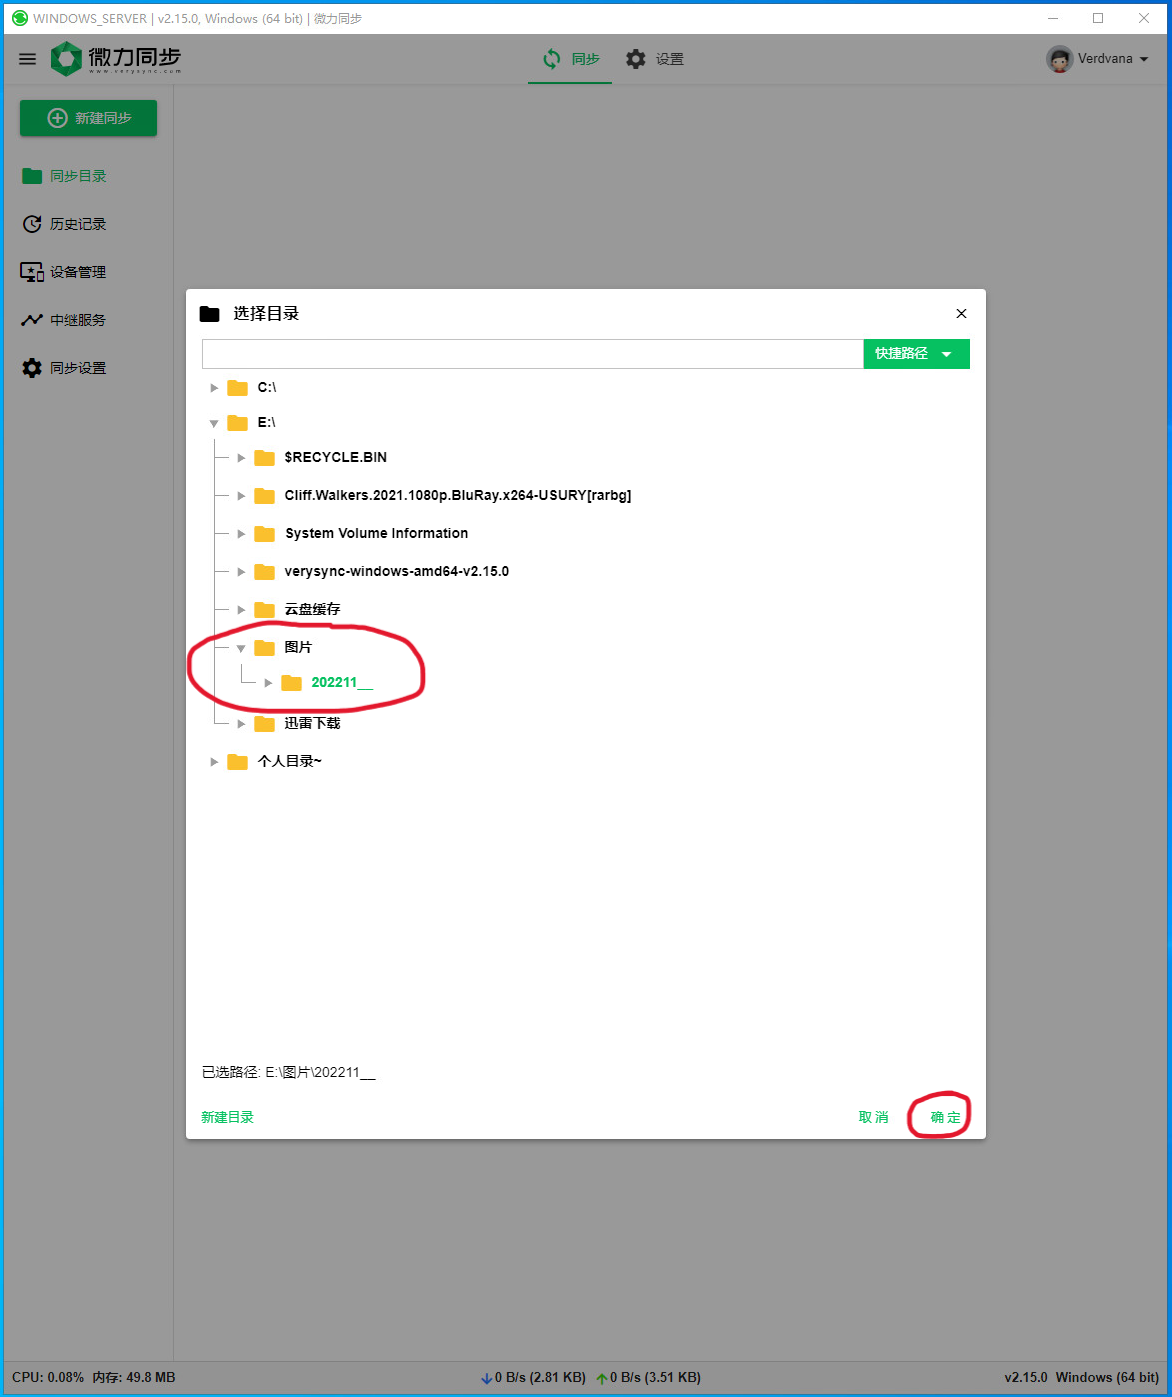 WINDOWS_SERVER | v2.15.0, Windows (64 bit) | 微力同步
微力同步
www.verysync.com
同步
设置
Verdvana
新建同步
同步目录
历史记录
设备管理
中继服务
同步设置
选择目录
快捷路径
C:\
E:\
$RECYCLE.BIN
Cliff.Walkers.2021.1080p.BluRay.x264-USURY[rarbg]
System Volume Information
verysync-windows-amd64-v2.15.0
云盘缓存
图片
202211__
迅雷下载
个人目录~
已选路径: E:\图片\202211__
新建目录
取消
确定
CPU: 0.08% 内存: 49.8 MB
0 B/s (2.81 KB) 0 B/s (3.51 KB)
v2.15.0 Windows (64 bit)